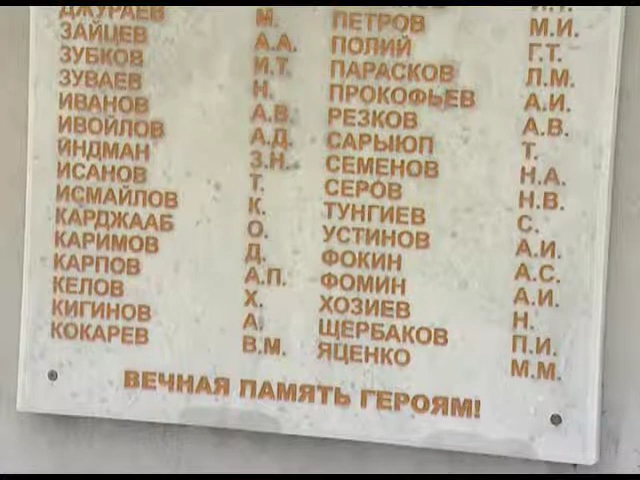 ДЖУРАЕВ М.
ЗАЙЦЕВ А.А.
ЗУБКОВ И.Т.
ЗУВАЕВ Н.
ИВАНОВ А.В.
ИВОЙЛОВ А.Д.
ИНДМАН З.Н.
ИСАНОВ Т.
ИСМАЙЛОВ К.
КАРДЖААБ О.
КАРИМОВ Д.
КАРПОВ А.П.
КЕЛОВ Х.
КИГИНОВ А.
КОКАРЕВ В.М.
ПЕТРОВ М.И.
ПОЛИЙ Г.Т.
ПАРАСКОВ Л.М.
ПРОКОФЬЕВ А.И.
РЕЗКОВ А.В.
САРЫЮП Т.
СЕМЕНОВ Н.А.
СЕРОВ Н.В.
ТУНГИЕВ С.
УСТИНОВ А.И.
ФОКИН А.С.
ФОМИН А.И.
ХОЗИЕВ Н.
ЩЕРБАКОВ П.И.
ЯЦЕНКО М.М.
ВЕЧНАЯ ПАМЯТЬ ГЕРОЯМ!